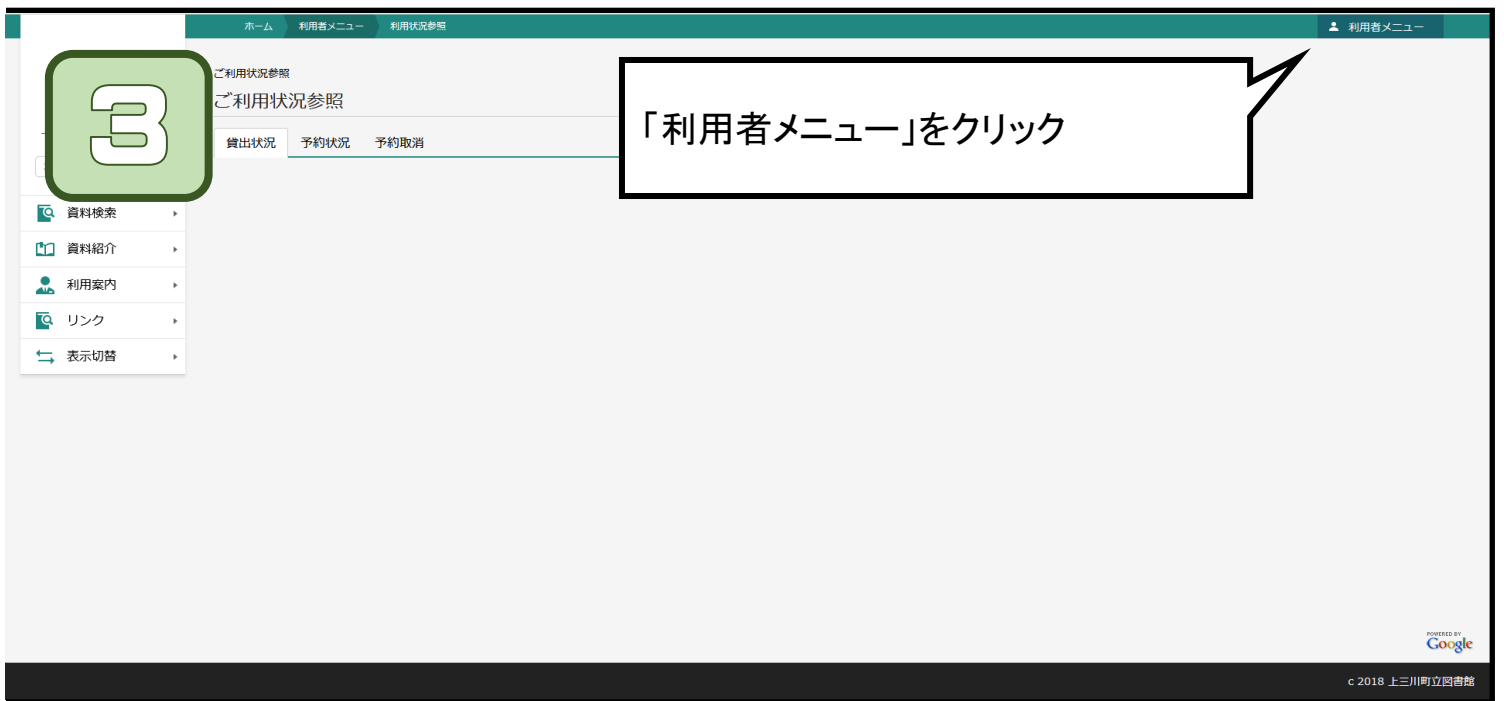 ホーム 利用者メニュー 利用状況参照 利用者メニュー
3
ご利用状況参照
ご利用状況参照
「利用者メニュー」をクリック
貸出状況 予約状況 予約取消
資料検索
資料紹介
利用案内
リンク
表示切替
POWERED BY
Google
c 2018 上三川町立図書館